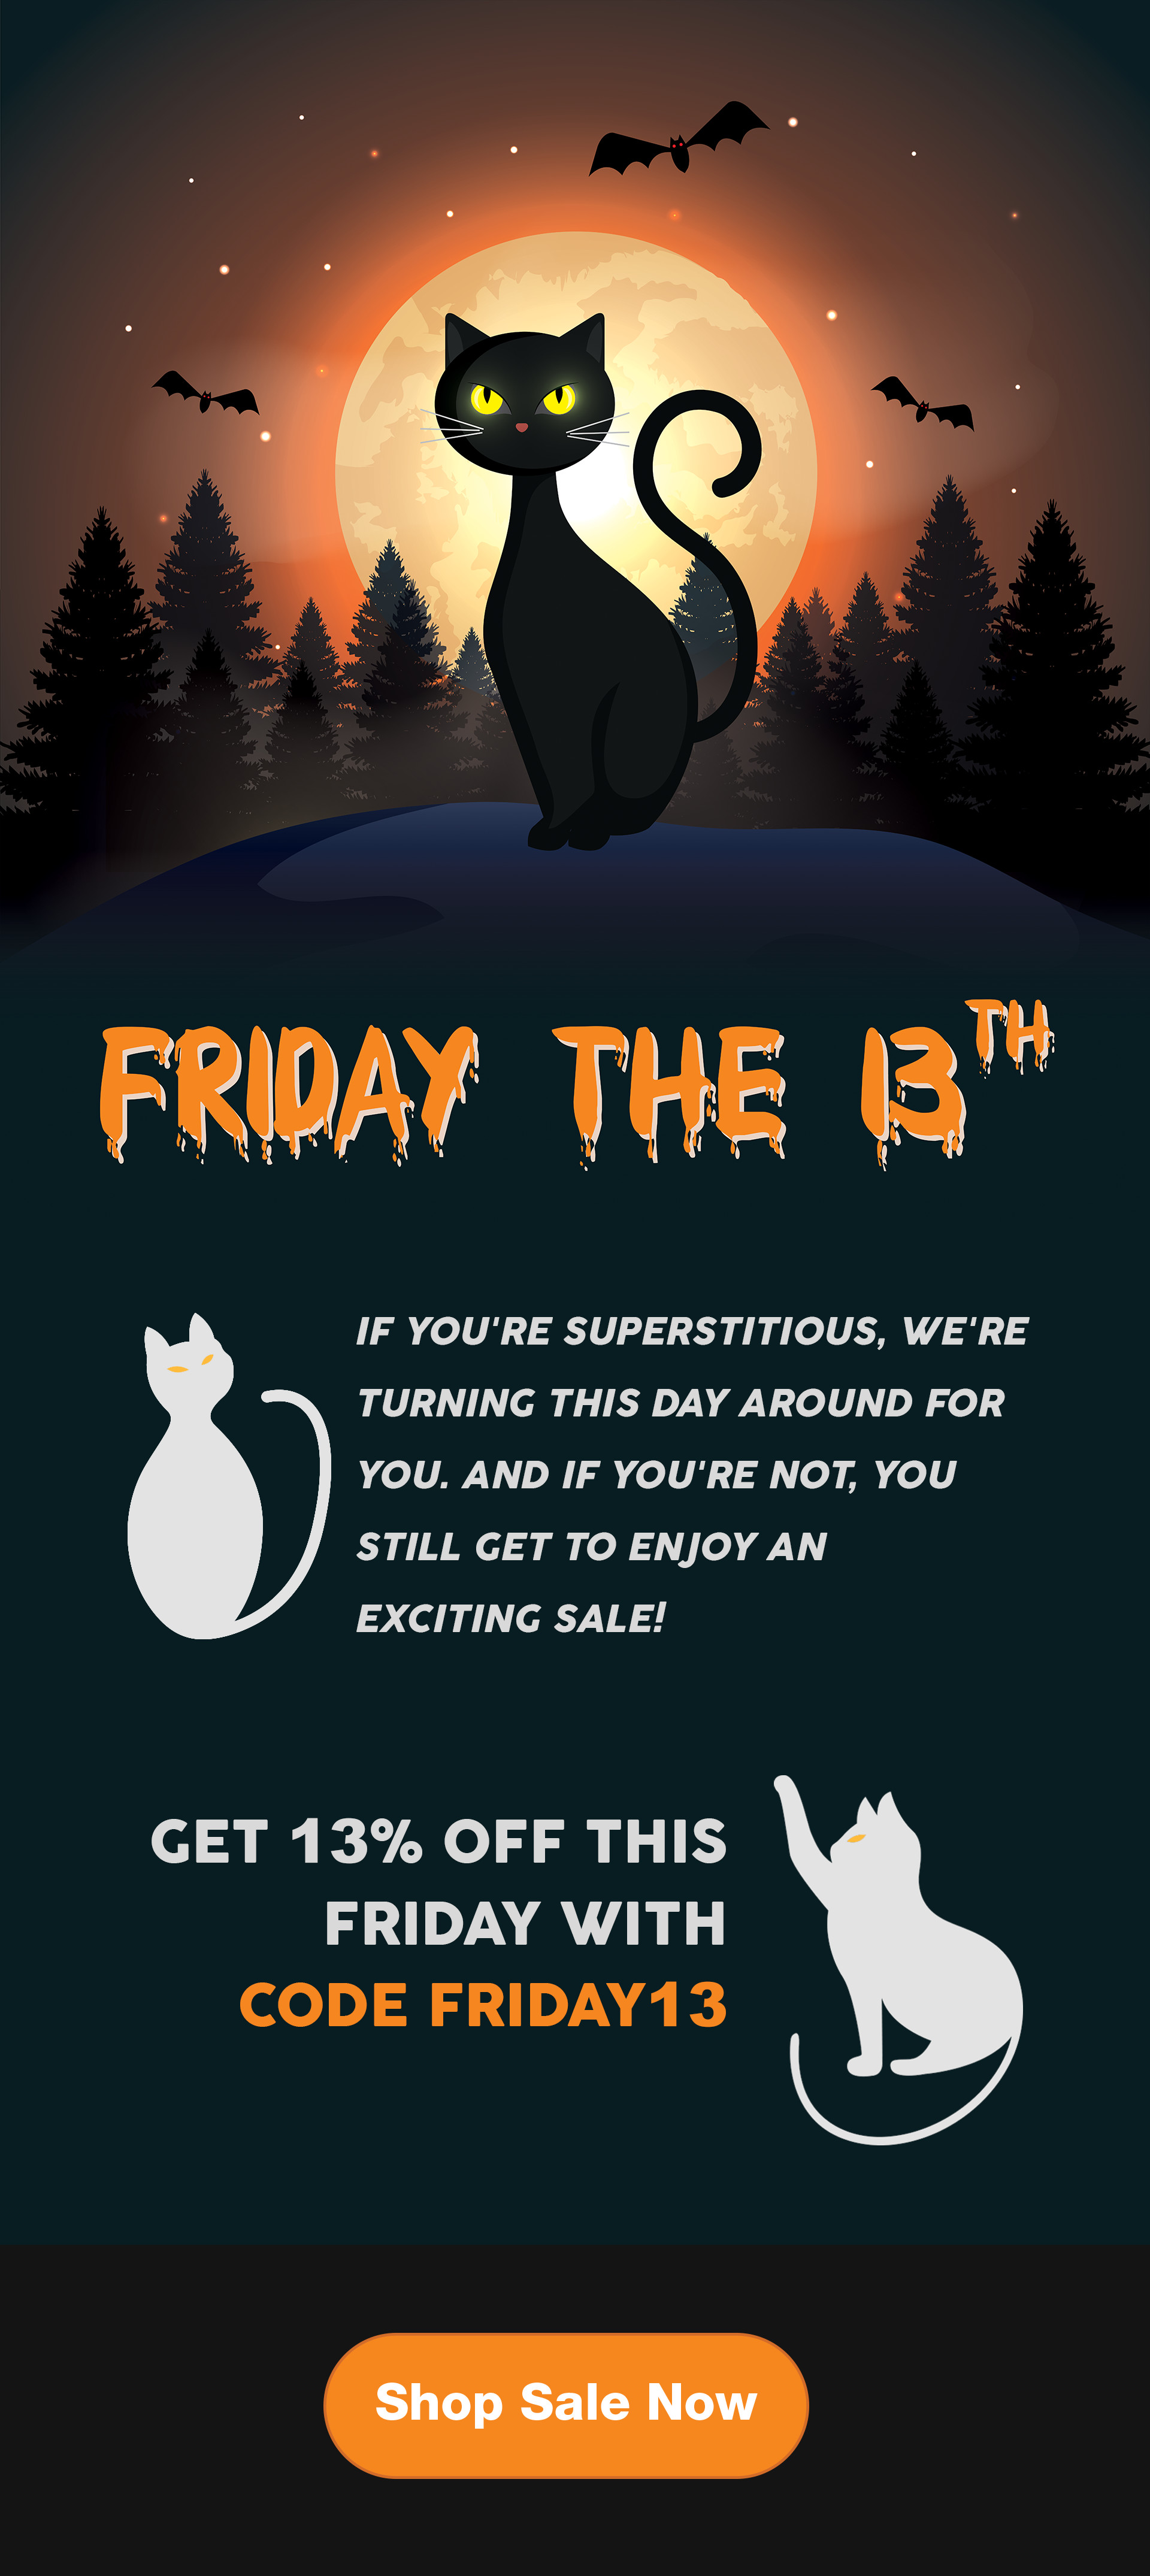 FRIDAY THE 13TH
IF YOU'RE SUPERSTITIOUS, WE'RE
TURNING THIS DAY AROUND FOR
YOU. AND IF YOU'RE NOT, YOU
STILL GET TO ENJOY AN
EXCITING SALE!
GET 13% OFF THIS
FRIDAY WITH
CODE FRIDAY13
Shop Sale Now